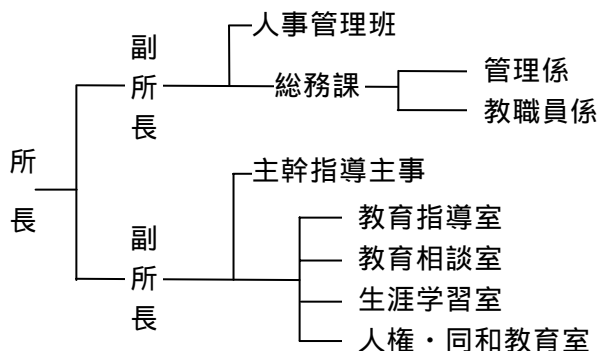 所長
副所長
人事管理班
総務課
管理係
教職員係
副所長
主幹指導主事
教育指導室
教育相談室
生涯学習室
人権・同和教育室